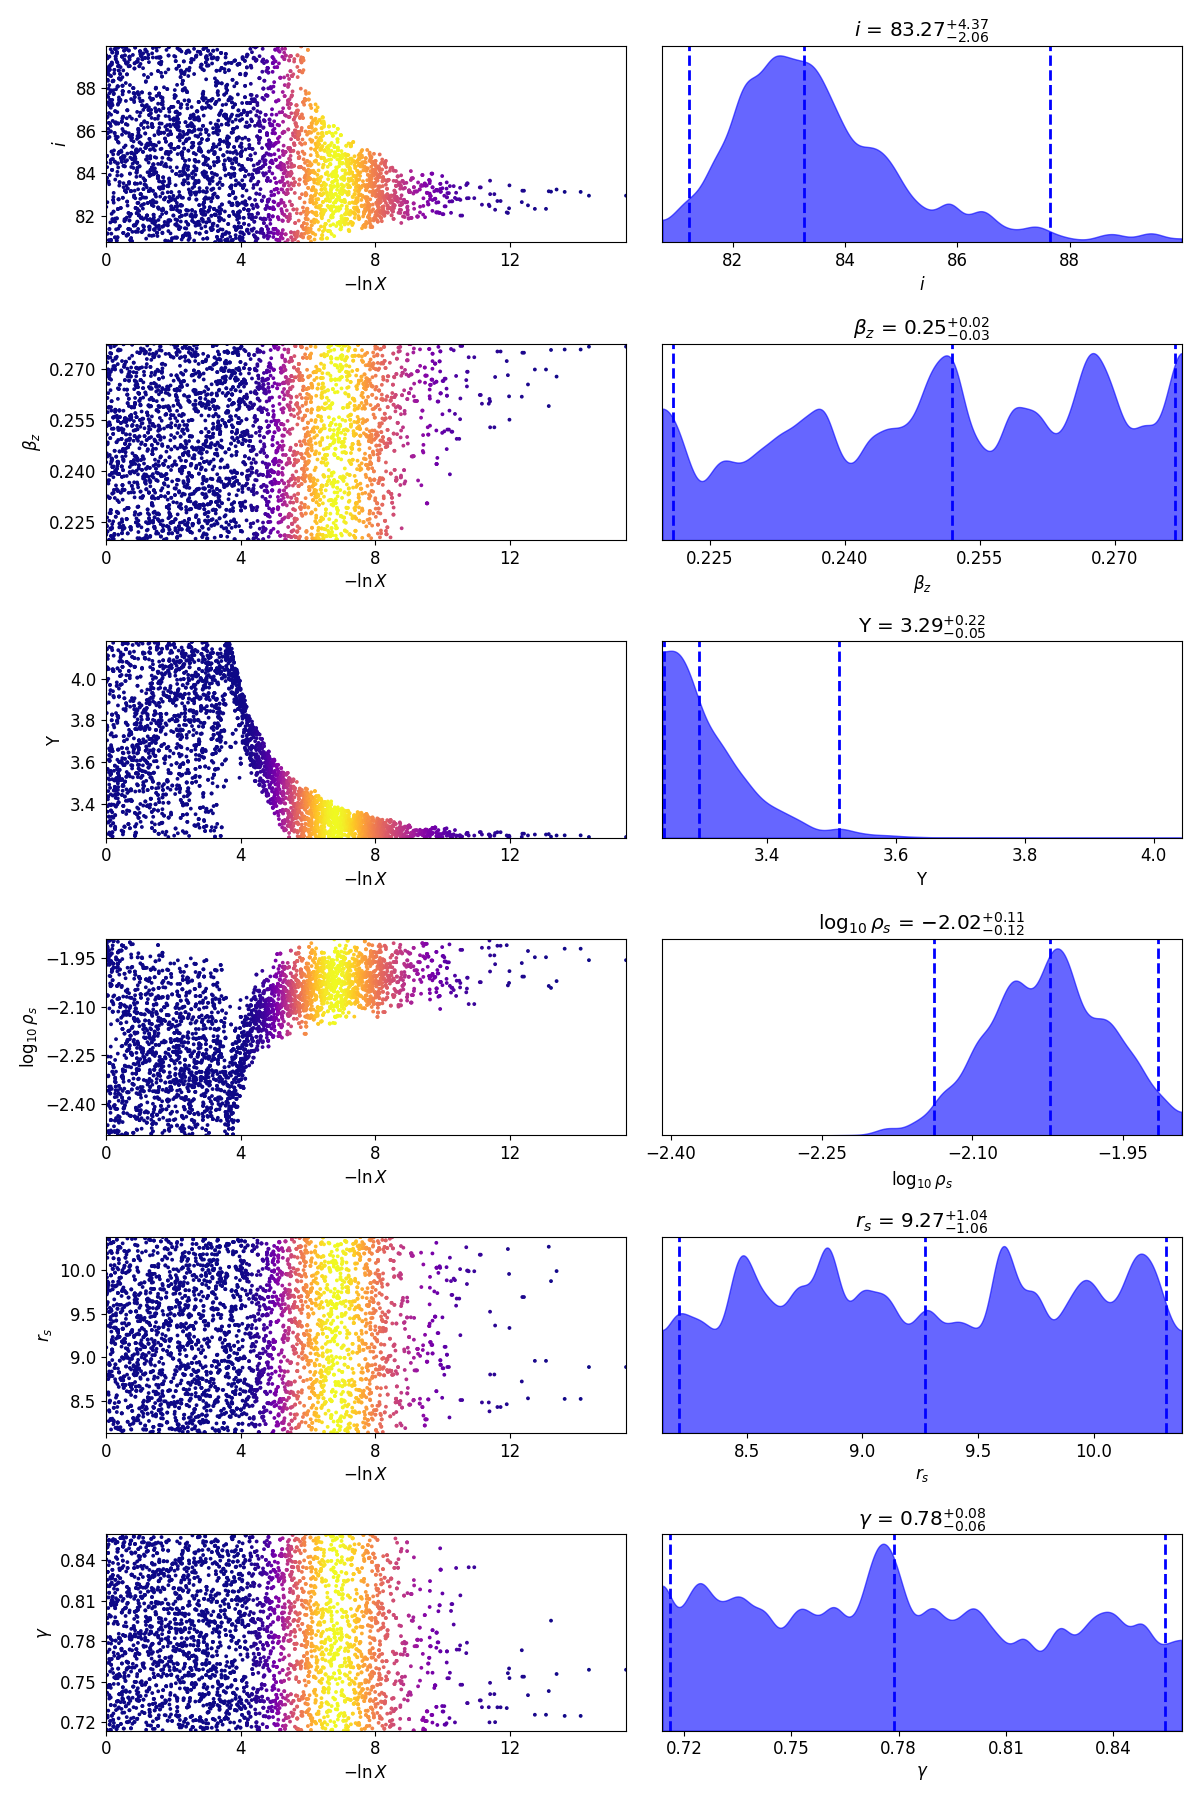 i = 83.27 +4.37 −2.06
88
86
84
82
i
0 4 8 12
−ln X
82 84 86 88
i
β_z = 0.25 +0.02 −0.03
0.270
0.255
0.240
0.225
β_z
0 4 8 12
−ln X
0.225 0.240 0.255 0.270
β_z
Y = 3.29 +0.22 −0.05
4.0
3.8
3.6
3.4
Y
0 4 8 12
−ln X
3.4 3.6 3.8 4.0
Y
log₁₀ ρ_s = −2.02 +0.11 −0.12
−1.95
−2.10
−2.25
−2.40
log₁₀ ρ_s
0 4 8 12
−ln X
−2.40 −2.25 −2.10 −1.95
log₁₀ ρ_s
r_s = 9.27 +1.04 −1.06
10.0
9.5
9.0
8.5
r_s
0 4 8 12
−ln X
8.5 9.0 9.5 10.0
r_s
γ = 0.78 +0.08 −0.06
0.84
0.81
0.78
0.75
0.72
γ
0 4 8 12
−ln X
0.72 0.75 0.78 0.81 0.84
γ